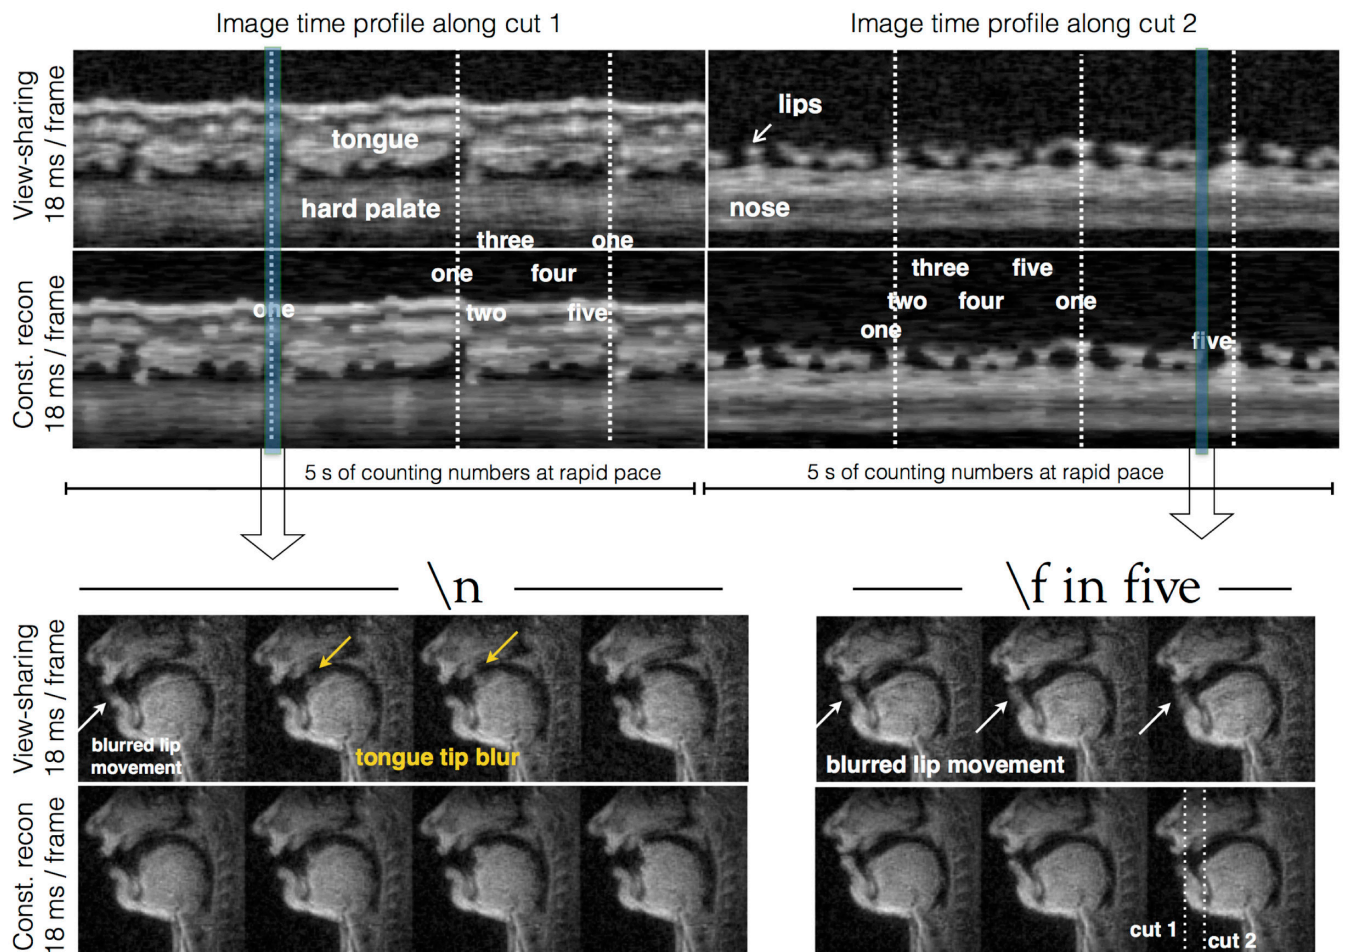 Image time profile along cut 1
Image time profile along cut 2
View-sharing
18 ms / frame
tongue
hard palate
lips
nose
three one
one four
one two five
Const. recon
18 ms / frame
three five
two four one
one
five
5 s of counting numbers at rapid pace
5 s of counting numbers at rapid pace
\n
\f in five
View-sharing
18 ms / frame
blurred lip
movement
tongue tip blur
blurred lip movement
Const. recon
18 ms / frame
cut 1
cut 2